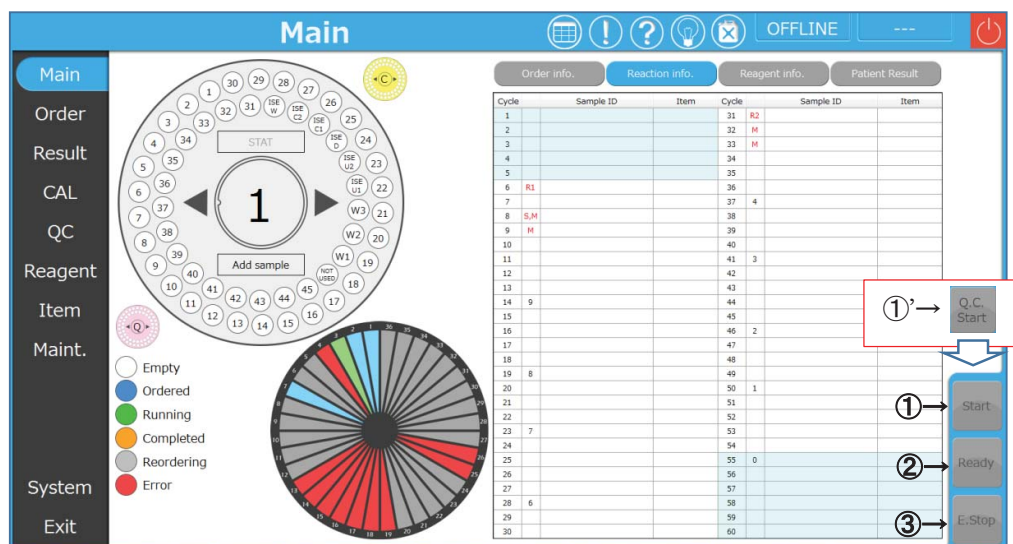 Main
OFFLINE
---
Main
Order
Result
CAL
QC
Reagent
Item
Maint.
System
Exit
C
Q
STAT
1
Add sample
1
2
3
4
5
6
7
8
9
10
11
12
13
14
15
16
17
18
19
20
21
22
23
24
25
26
27
28
29
30
31
32
33
34
35
36
37
38
39
40
41
42
43
44
45
NOT USED
W1
W2
W3
ISE U1
ISE U2
ISE D
ISE C1
ISE C2
ISE W
Empty
Ordered
Running
Completed
Reordering
Error
Order info. Reaction info. Reagent info. Patient Result
Cycle Sample ID Item Cycle Sample ID Item
1 31 R2
2 32 M
3 33 M
4 34
5 35
6 R1 36
7 37 4
8 S,M 38
9 M 39
10 40
11 41 3
12 42
13 43
14 9 44
15 45
16 46 2
17 47
18 48
19 8 49
20 50 1
21 51
22 52
23 7 53
24 54
25 55 0
26 56
27 57
28 6 58
29 59
30 60
①’→ Q.C. Start
①→ Start
②→ Ready
③→ E.Stop